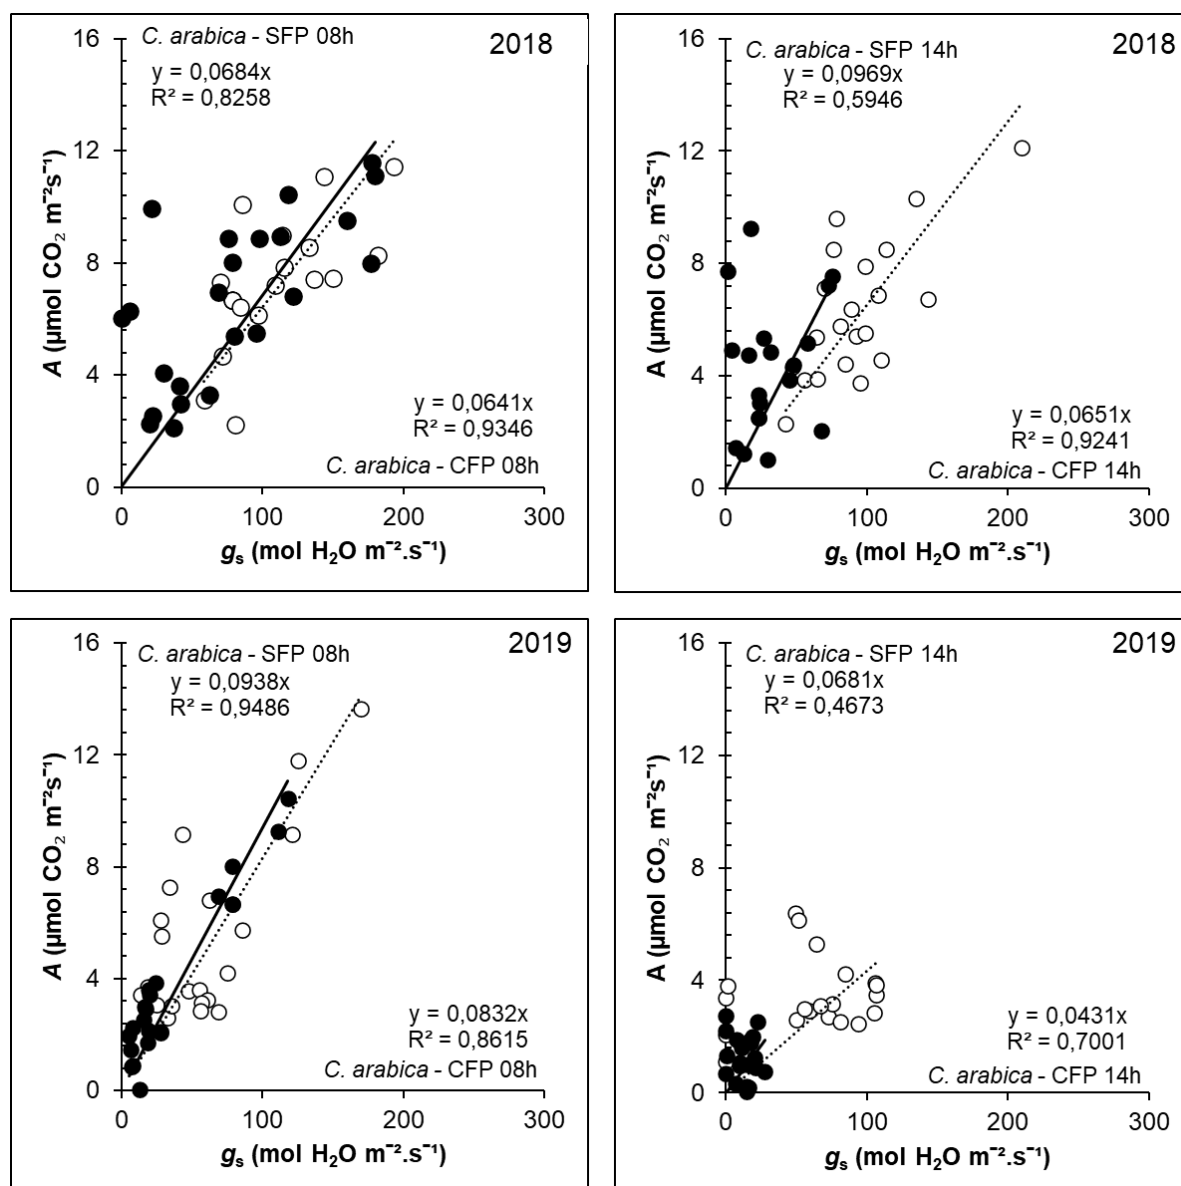 C. arabica - SFP 08h
2018
y = 0,0684x
R² = 0,8258
16
12
8
4
0
A (µmol CO₂ m⁻²s⁻¹)
y = 0,0641x
R² = 0,9346
C. arabica - CFP 08h
0 100 200 300
gs (mol H₂O m⁻².s⁻¹)
C. arabica - SFP 14h
2018
y = 0,0969x
R² = 0,5946
16
12
8
4
0
A (µmol CO₂ m⁻²s⁻¹)
y = 0,0651x
R² = 0,9241
C. arabica - CFP 14h
0 100 200 300
gs (mol H₂O m⁻².s⁻¹)
C. arabica - SFP 08h
2019
y = 0,0938x
R² = 0,9486
16
12
8
4
0
A (µmol CO₂ m⁻²s⁻¹)
y = 0,0832x
R² = 0,8615
C. arabica - CFP 08h
0 100 200 300
gs (mol H₂O m⁻².s⁻¹)
C. arabica - SFP 14h
2019
y = 0,0681x
R² = 0,4673
16
12
8
4
0
A (µmol CO₂ m⁻²s⁻¹)
y = 0,0431x
R² = 0,7001
C. arabica - CFP 14h
0 100 200 300
gs (mol H₂O m⁻².s⁻¹)